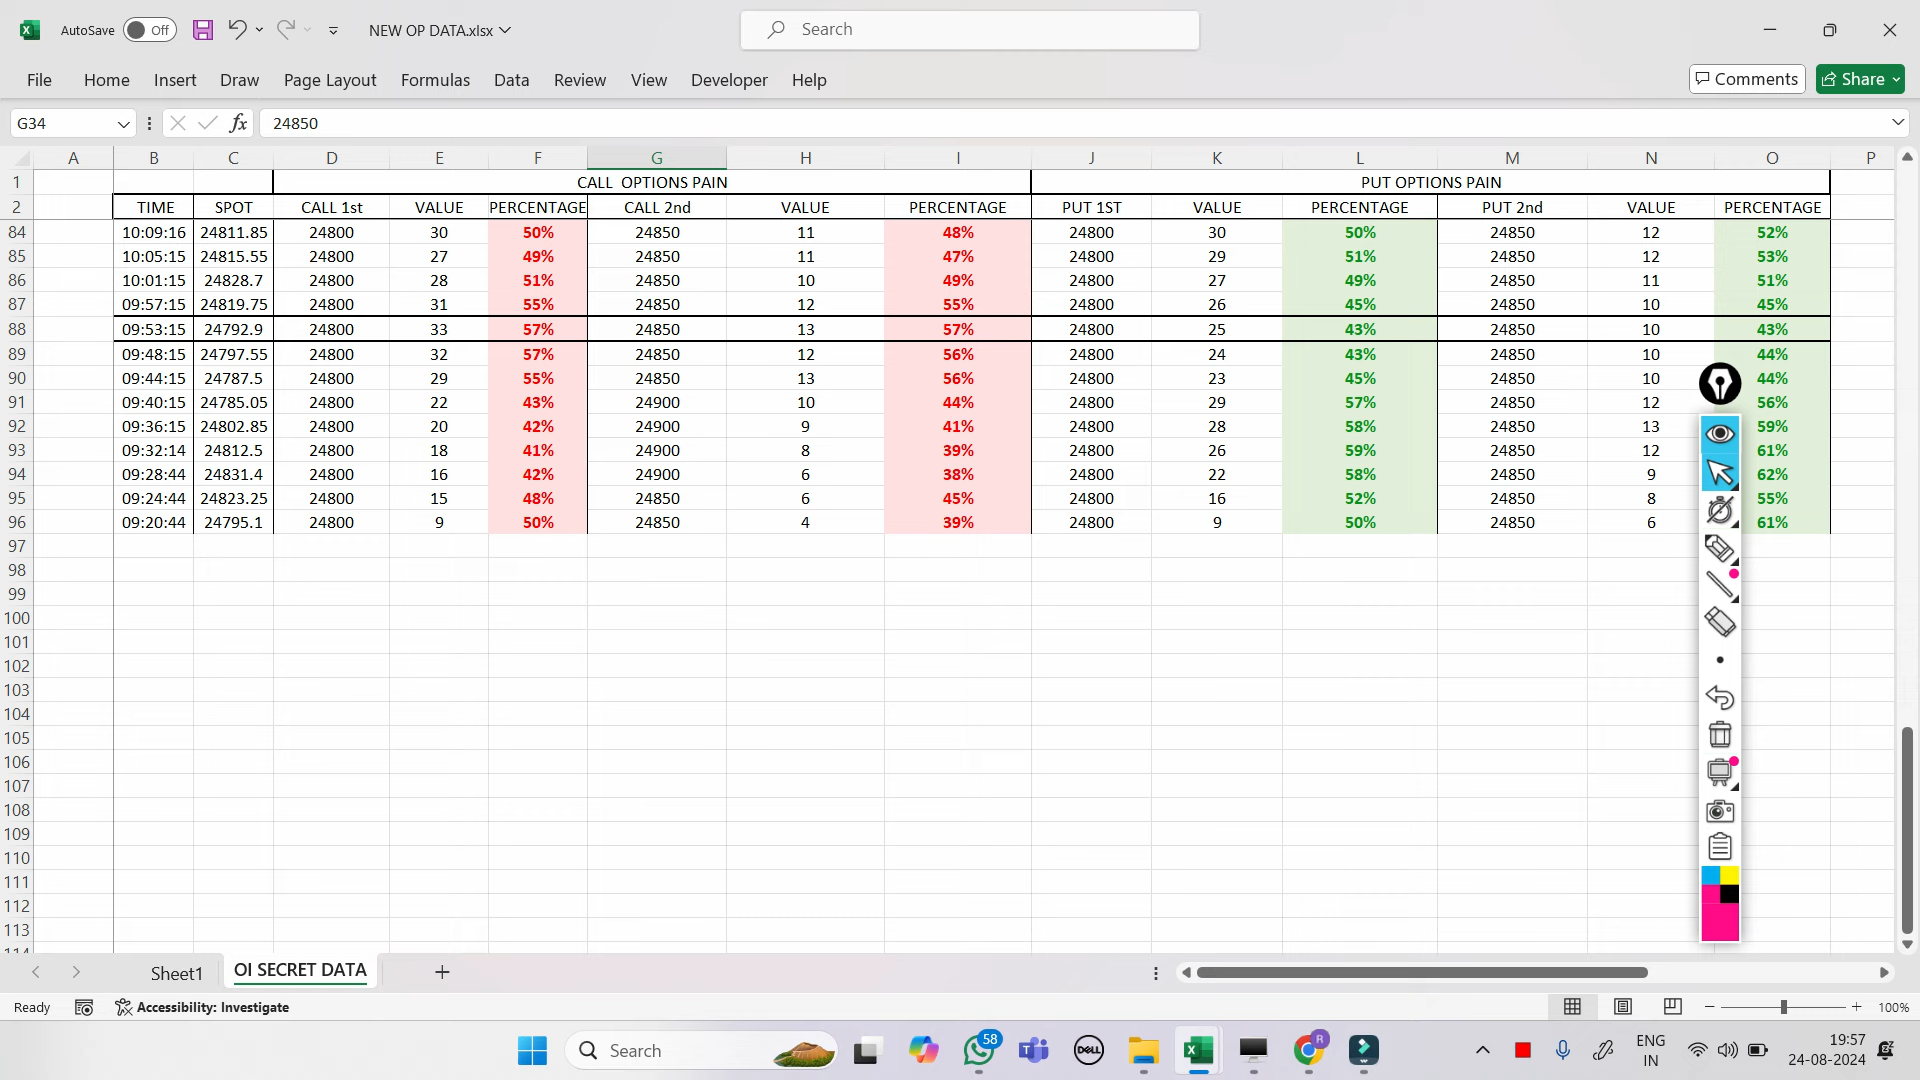 AutoSave Off NEW OP DATA.xlsx Search
File Home Insert Draw Page Layout Formulas Data Review View Developer Help Comments Share
G34 fx 24850
A B C D E F G H I J K L M N O P
1 CALL OPTIONS PAIN PUT OPTIONS PAIN
2 TIME SPOT CALL 1st VALUE PERCENTAGE CALL 2nd VALUE PERCENTAGE PUT 1ST VALUE PERCENTAGE PUT 2nd VALUE PERCENTAGE
84 10:09:16 24811.85 24800 30 50% 24850 11 48% 24800 30 50% 24850 12 52%
85 10:05:15 24815.55 24800 27 49% 24850 11 47% 24800 29 51% 24850 12 53%
86 10:01:15 24828.7 24800 28 51% 24850 10 49% 24800 27 49% 24850 11 51%
87 09:57:15 24819.75 24800 31 55% 24850 12 55% 24800 26 45% 24850 10 45%
88 09:53:15 24792.9 24800 33 57% 24850 13 57% 24800 25 43% 24850 10 43%
89 09:48:15 24797.55 24800 32 57% 24850 12 56% 24800 24 43% 24850 10 44%
90 09:44:15 24787.5 24800 29 55% 24850 13 56% 24800 23 45% 24850 10 44%
91 09:40:15 24785.05 24800 22 43% 24900 10 44% 24800 29 57% 24850 12 56%
92 09:36:15 24802.85 24800 20 42% 24900 9 41% 24800 28 58% 24850 13 59%
93 09:32:14 24812.5 24800 18 41% 24900 8 39% 24800 26 59% 24850 12 61%
94 09:28:44 24831.4 24800 16 42% 24900 6 38% 24800 22 58% 24850 9 62%
95 09:24:44 24823.25 24800 15 48% 24850 6 45% 24800 16 52% 24850 8 55%
96 09:20:44 24795.1 24800 9 50% 24850 4 39% 24800 9 50% 24850 6 61%
97
98
99
100
101
102
103
104
105
106
107
108
109
110
111
112
113
114
Sheet1 OI SECRET DATA
Ready Accessibility: Investigate 100%
Search 58 DELL R ENG IN 19:57 24-08-2024